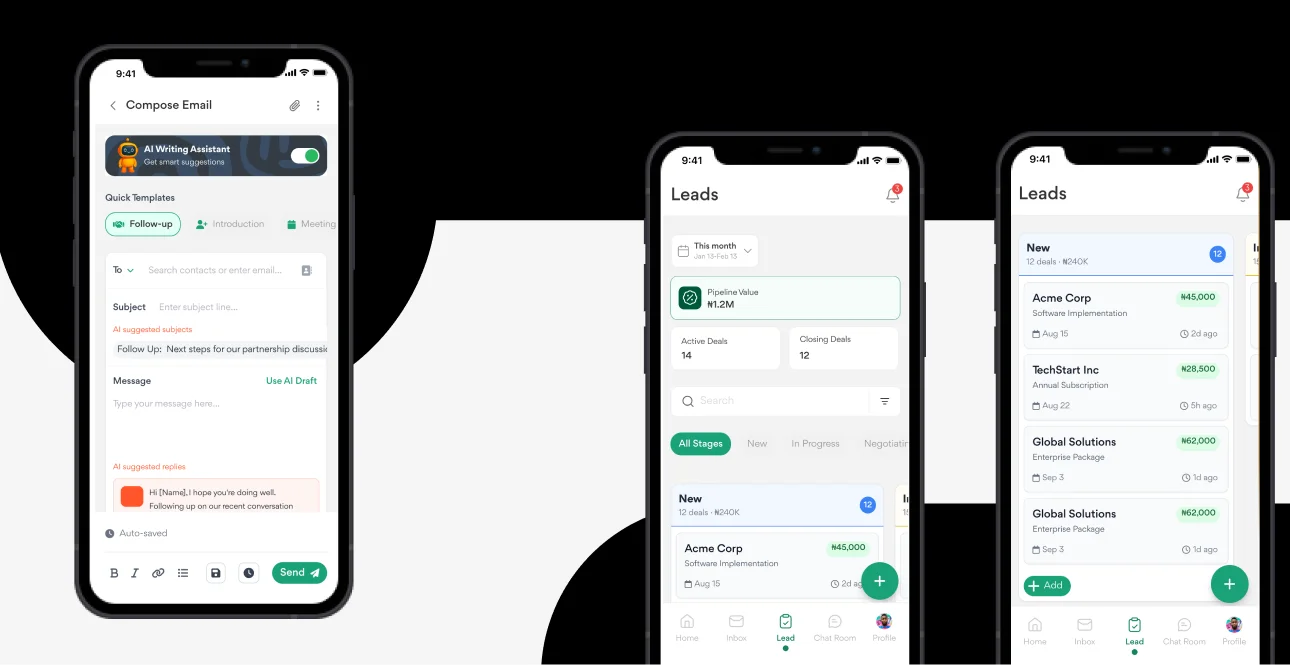 9:41
Compose Email
AI Writing Assistant
Get smart suggestions
Quick Templates
Follow-up
Introduction
Meeting
To
Search contacts or enter email...
Subject
Enter subject line...
AI suggested subjects
Follow Up: Next steps for our partnership discussio
Message
Use AI Draft
Type your message here...
AI suggested replies
Hi [Name], I hope you're doing well.
Following up on our recent conversation
Auto-saved
B I
Send
9:41
Leads
3
This month
Jan 13-Feb 13
Pipeline Value
₦1.2M
Active Deals
14
Closing Deals
12
Search
All Stages
New
In Progress
Negotiatin
New
12 deals · ₦240K
12
Acme Corp
₦45,000
Software Implementation
Aug 15
2d ag
Home
Inbox
Lead
Chat Room
Profile
9:41
Leads
3
New
12 deals · ₦240K
12
Acme Corp
₦45,000
Software Implementation
Aug 15
2d ago
TechStart Inc
₦28,500
Annual Subscription
Aug 22
5h ago
Global Solutions
₦62,000
Enterprise Package
Sep 3
1d ago
Global Solutions
₦62,000
Enterprise Package
Sep 3
1d ago
Add
Home
Inbox
Lead
Chat Room
Profile